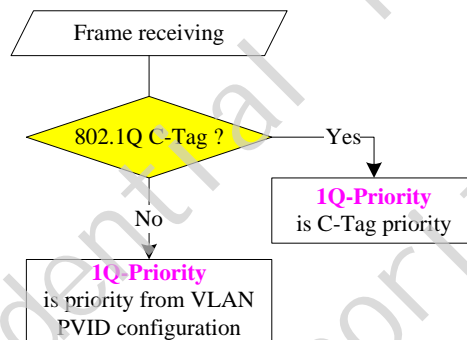 Frame receiving
802.1Q C-Tag ?
Yes
1Q-Priority
is C-Tag priority
No
1Q-Priority
is priority from VLAN
PVID configuration